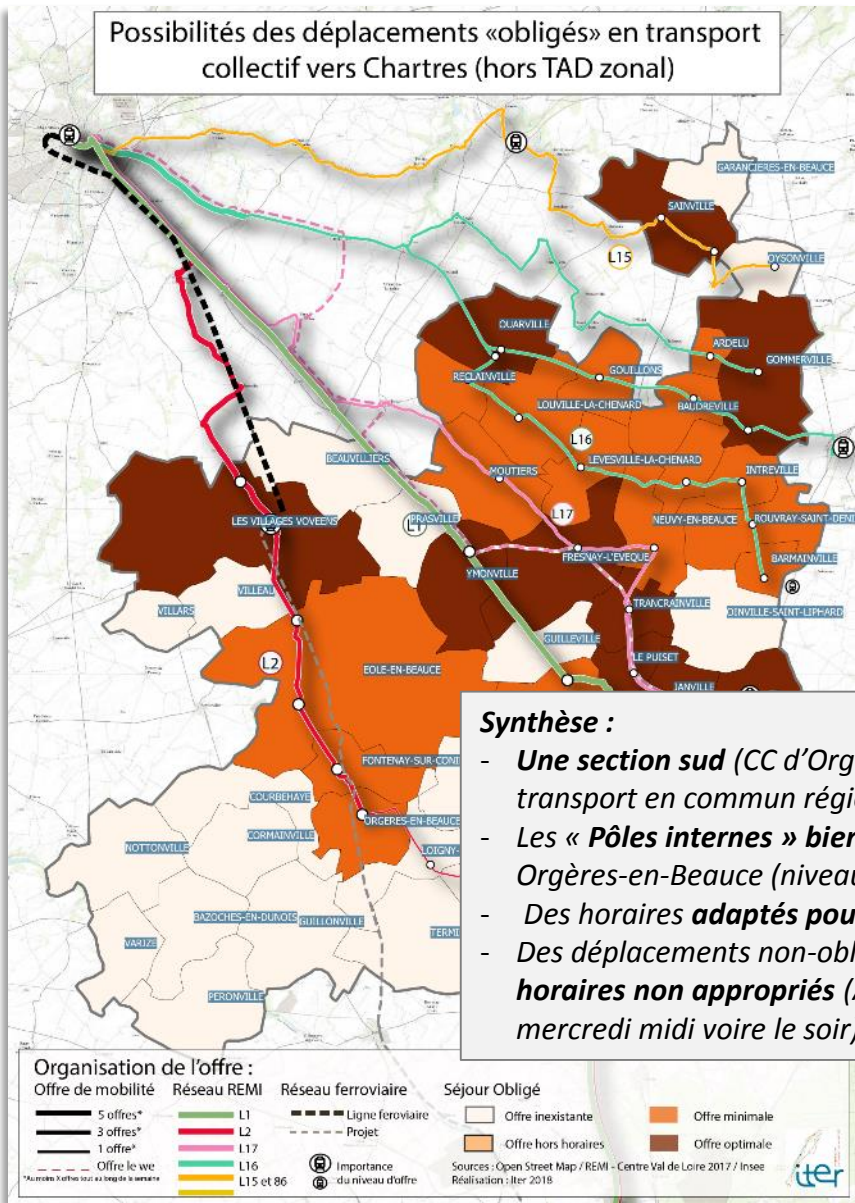 Possibilités des déplacements «obligés» en transport
collectif vers Chartres (hors TAD zonal)
GARANCIERES-EN-BEAUCE
SAINVILLE
L15
OYSONVILLE
OUARVILLE
ARDELU
GOUILLONS
GOMMERVILLE
RECLAINVILLE
LOUVILLE-LA-CHENARD
BAUDREVILLE
L16
BEAUVILLIERS
MOUTIERS
LEVESVILLE-LA-CHENARD
INTREVILLE
L17
LES VILLAGES VOVEENS
L1
PRASVILLE
NEUVY-EN-BEAUCE
ROUVRAY-SAINT-DENI
FRESNAY-L'EVEQUE
YMONVILLE
BARMAINVILLE
VILLEAU
VILLARS
TRANCRAINVILLE
OINVILLE-SAINT-LIPHARD
GUILLEVILLE
L2
EOLE-EN-BEAUCE
LE PUISET
JANVILLE
FONTENAY-SUR-CONI
COURBEHAYE
ORGERES-EN-BEAUCE
CORMAINVILLE
NOTTONVILLE
LOIGNY-
BAZOCHES-EN-DUNOIS
GUILLONVILLE
VARIZE
TERMI
PERONVILLE
Synthèse :
- Une section sud (CC d'Org
transport en commun régio
- Les « Pôles internes » bien
Orgères-en-Beauce (niveau
- Des horaires adaptés pou
- Des déplacements non-obl
horaires non appropriés (
mercredi midi voire le soir)
Organisation de l'offre :
Offre de mobilité
5 offres*
3 offres*
1 offre*
Offre le we
*Au moins X offres tout au long de la semaine
Réseau REMI
L1
L2
L17
L16
L15 et 86
Réseau ferroviaire
Ligne feroviaire
Projet
Importance
du niveau d'offre
Séjour Obligé
Offre inexistante
Offre minimale
Offre hors horaires
Offre optimale
Sources : Open Street Map / REMI - Centre Val de Loire 2017 / Insee
Réalisation : Iter 2018
iter